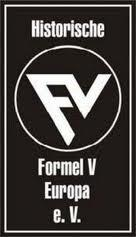 Historische
FV
Formel V
Europa
e. V.